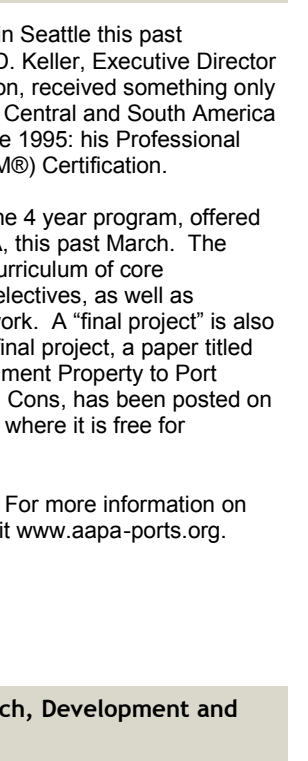 in Seattle this past
D. Keller, Executive Director
on, received something only
Central and South America
e 1995: his Professional
M®) Certification.
ne 4 year program, offered
A, this past March. The
urriculum of core
electives, as well as
ork. A “final project” is also
final project, a paper titled
ment Property to Port
Cons, has been posted on
where it is free for
For more information on
it www.aapa-ports.org.
ch, Development and